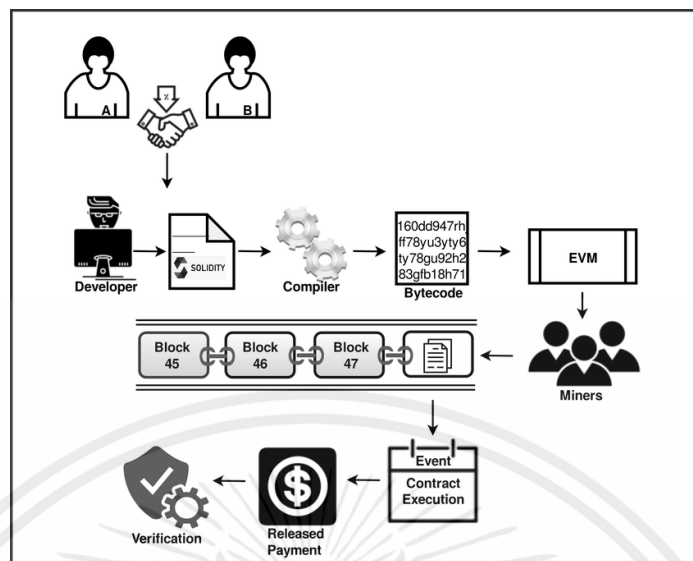 A
B
%
Developer
SOLIDITY
Compiler
160dd947rh
ff78yu3yty6
ty78gu92h2
83gfb18h71
Bytecode
EVM
Block
45
Block
46
Block
47
Miners
Event
Contract
Execution
$
Released
Payment
Verification